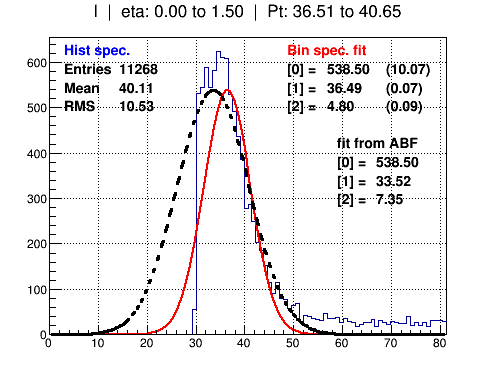 I | eta: 0.00 to 1.50 | Pt: 36.51 to 40.65
Hist spec.
Entries 11268
Mean 40.11
RMS 10.53
Bin spec. fit
[0] = 538.50 (10.07)
[1] = 36.49 (0.07)
[2] = 4.80 (0.09)
fit from ABF
[0] = 538.50
[1] = 33.52
[2] = 7.35
600
500
400
300
200
100
0
0 10 20 30 40 50 60 70 80